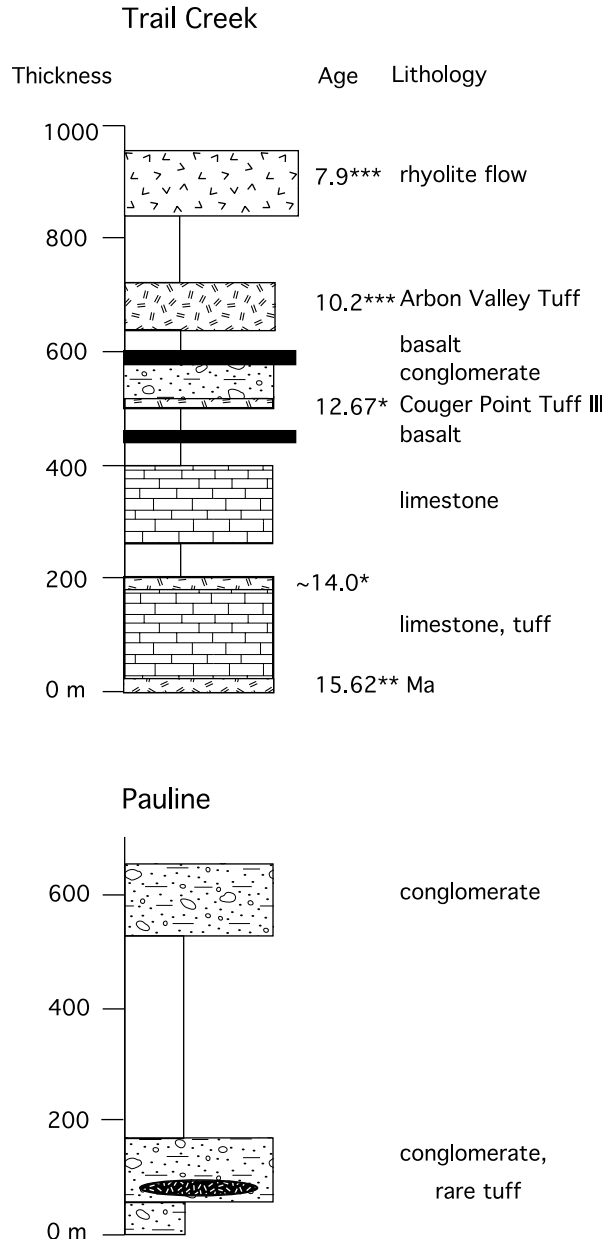 Trail Creek
Thickness Age Lithology
1000
7.9*** rhyolite flow
800
10.2*** Arbon Valley Tuff
600
basalt
conglomerate
12.67* Couger Point Tuff III
basalt
400
limestone
200
~14.0*
limestone, tuff
0 m
15.62** Ma
Pauline
600
conglomerate
400
200
conglomerate,
rare tuff
0 m